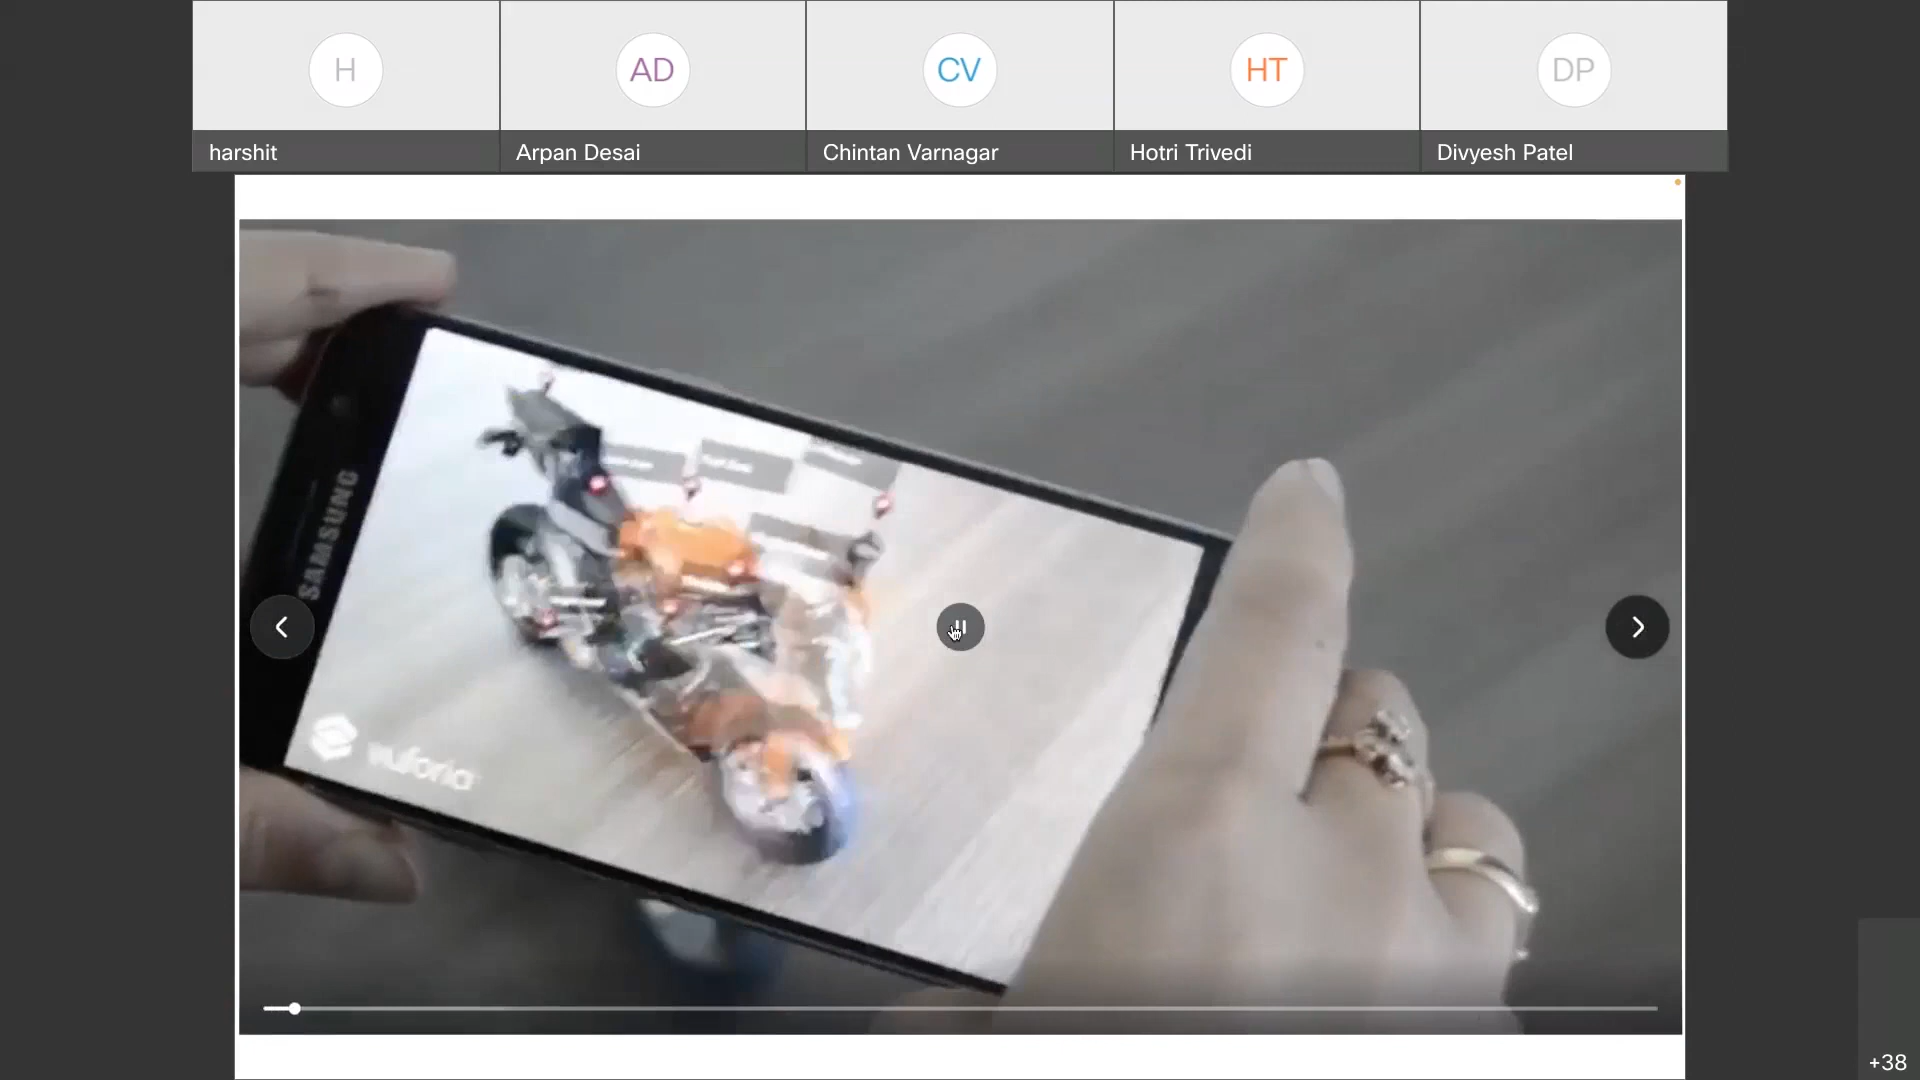 H
AD
CV
HT
DP
harshit
Arpan Desai
Chintan Varnagar
Hotri Trivedi
Divyesh Patel
SAMSUNG
vuforia
+38